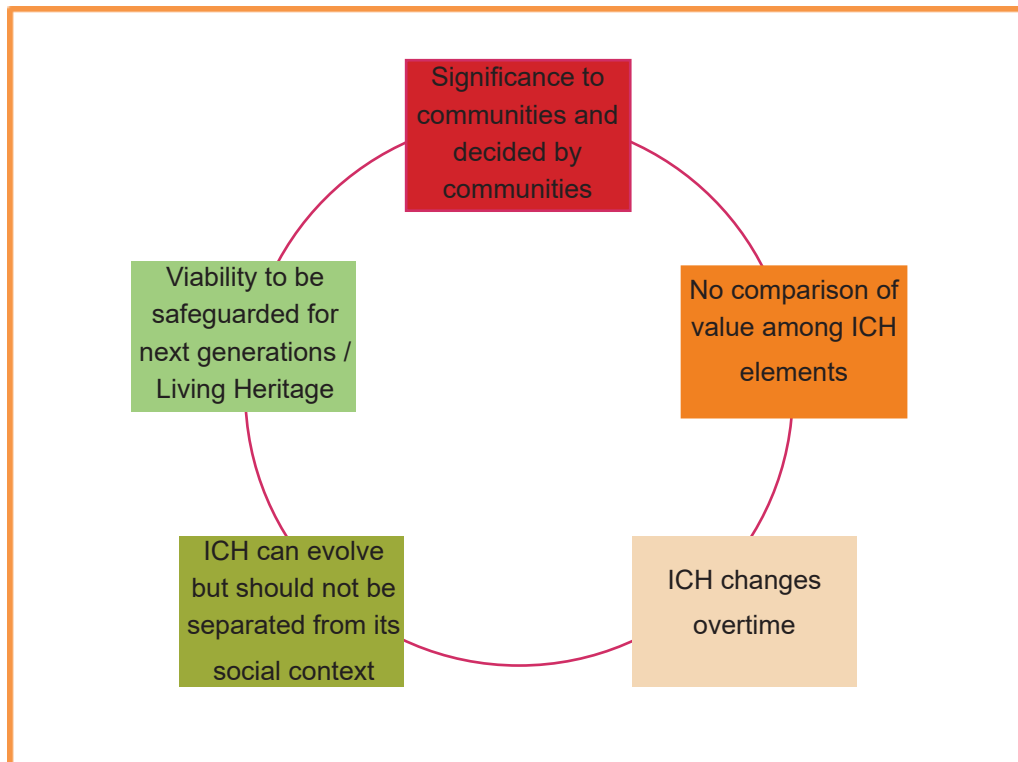 Significance to
communities and
decided by
communities
No comparison of
value among ICH
elements
ICH changes
overtime
ICH can evolve
but should not be
separated from its
social context
Viability to be
safeguarded for
next generations /
Living Heritage